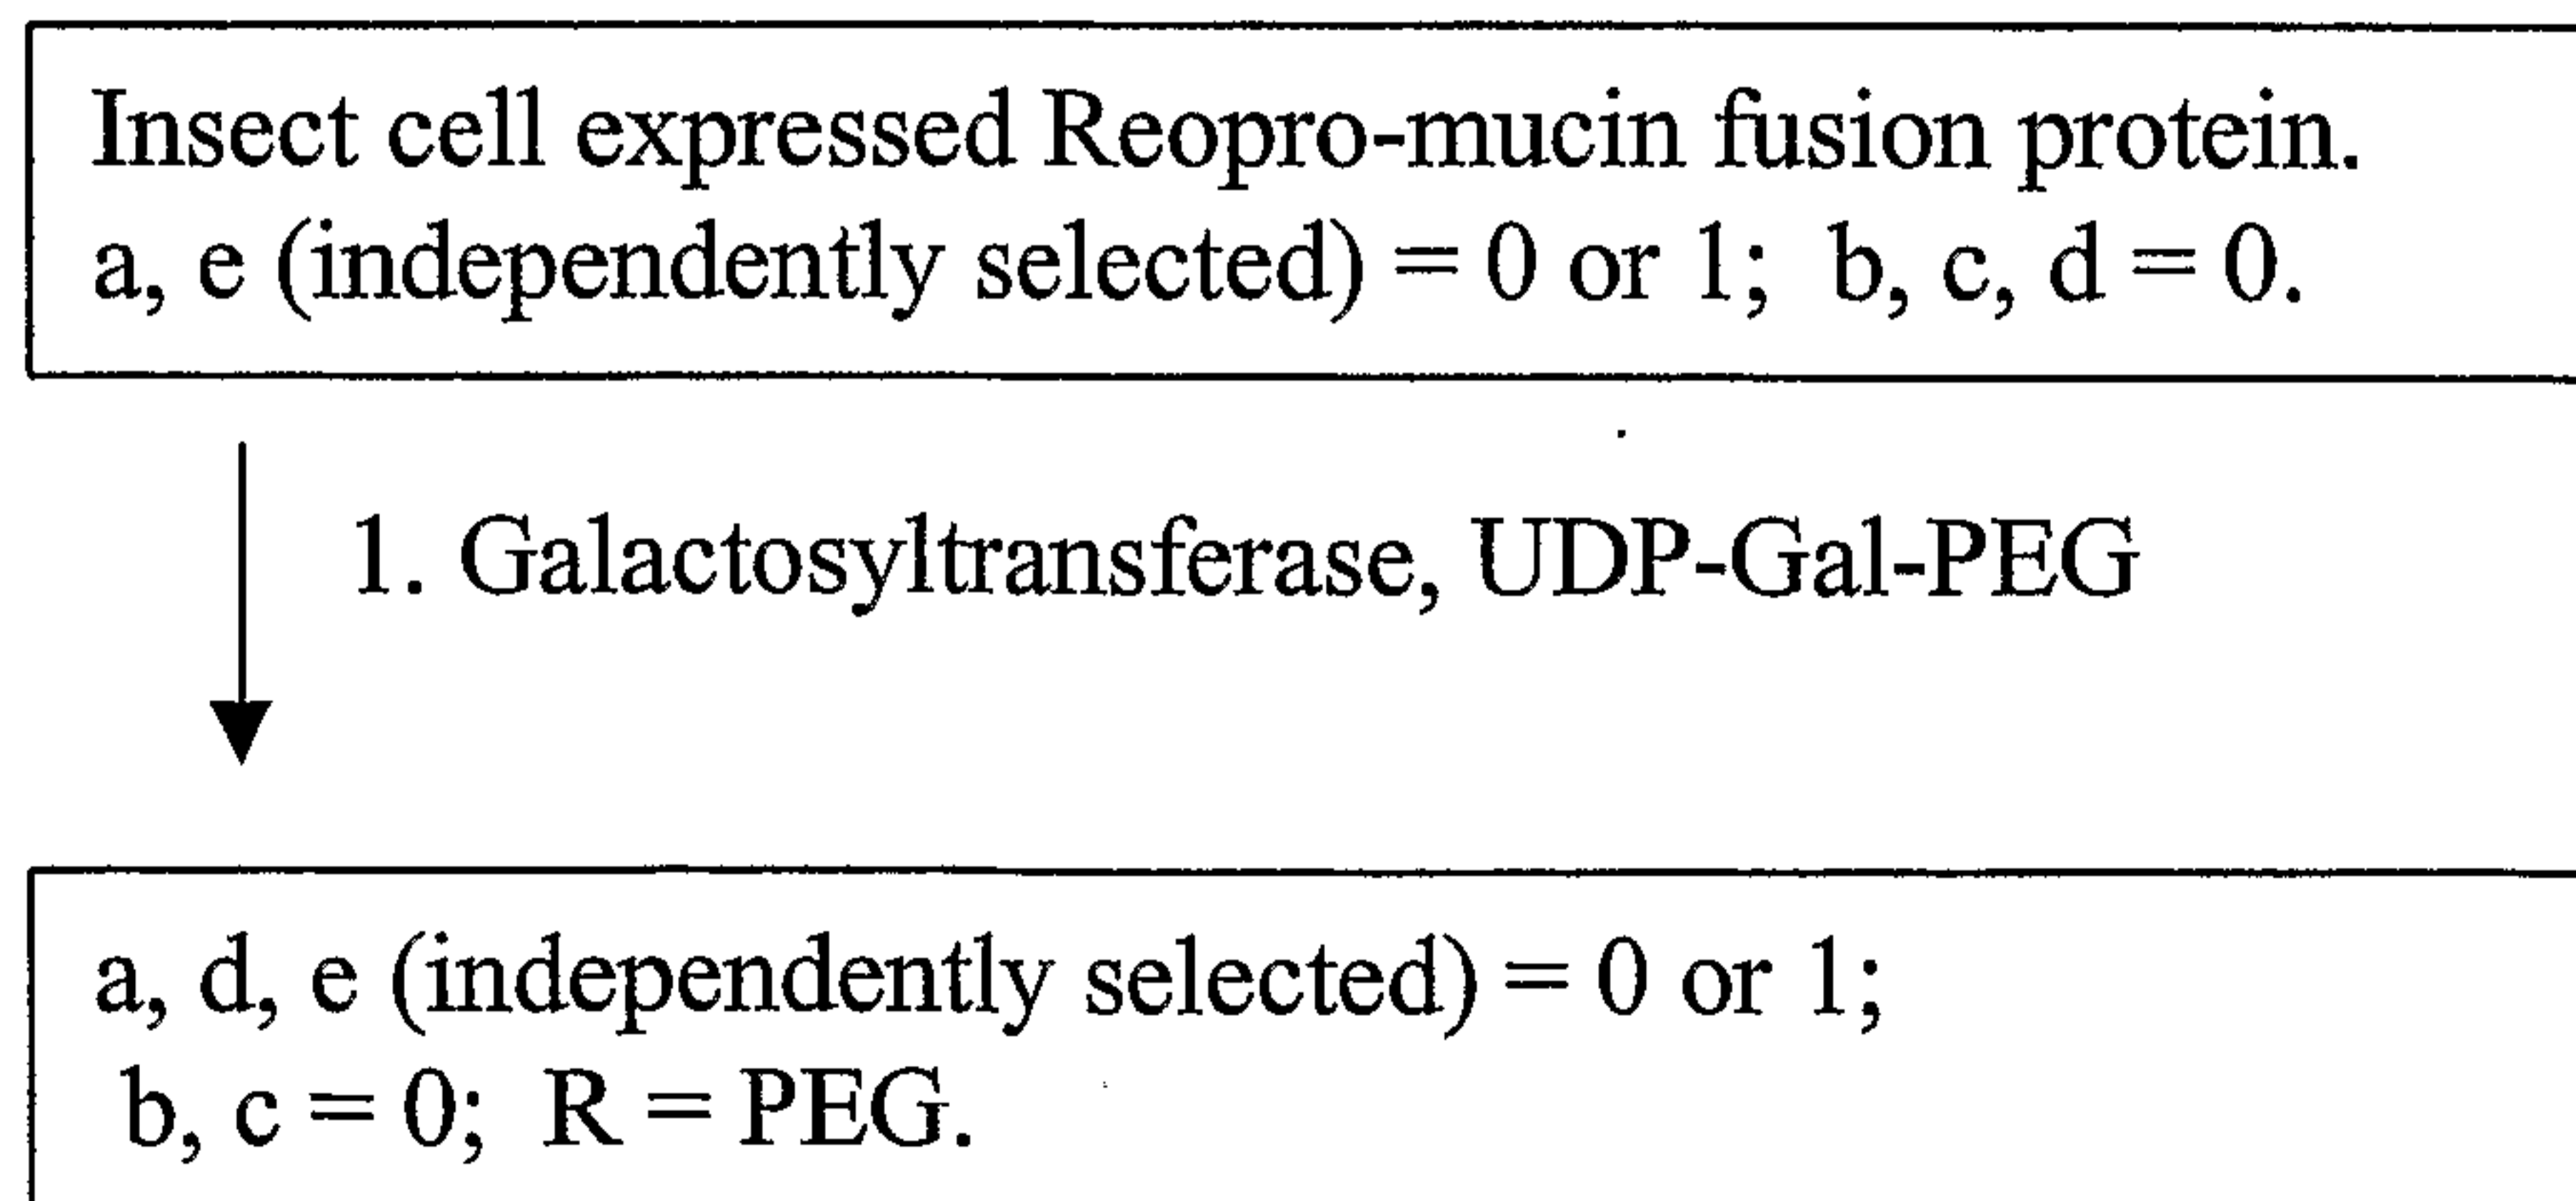 Insect cell expressed Reopro-mucin fusion protein.
a, e (independently selected) = 0 or 1; b, c, d = 0.
1. Galactosyltransferase, UDP-Gal-PEG
a, d, e (independently selected) = 0 or 1;
b, c = 0; R = PEG.